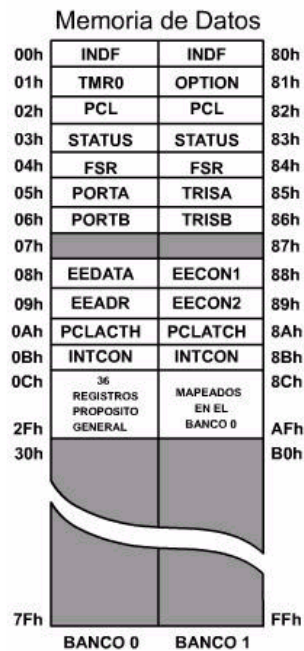 Memoria de Datos
00h INDF INDF 80h
01h TMR0 OPTION 81h
02h PCL PCL 82h
03h STATUS STATUS 83h
04h FSR FSR 84h
05h PORTA TRISA 85h
06h PORTB TRISB 86h
07h 87h
08h EEDATA EECON1 88h
09h EEADR EECON2 89h
0Ah PCLACTH PCLATCH 8Ah
0Bh INTCON INTCON 8Bh
0Ch 8Ch
36
REGISTROS
PROPOSITO
GENERAL
MAPEADOS
EN EL
BANCO 0
2Fh AFh
30h B0h
7Fh FFh
BANCO 0 BANCO 1